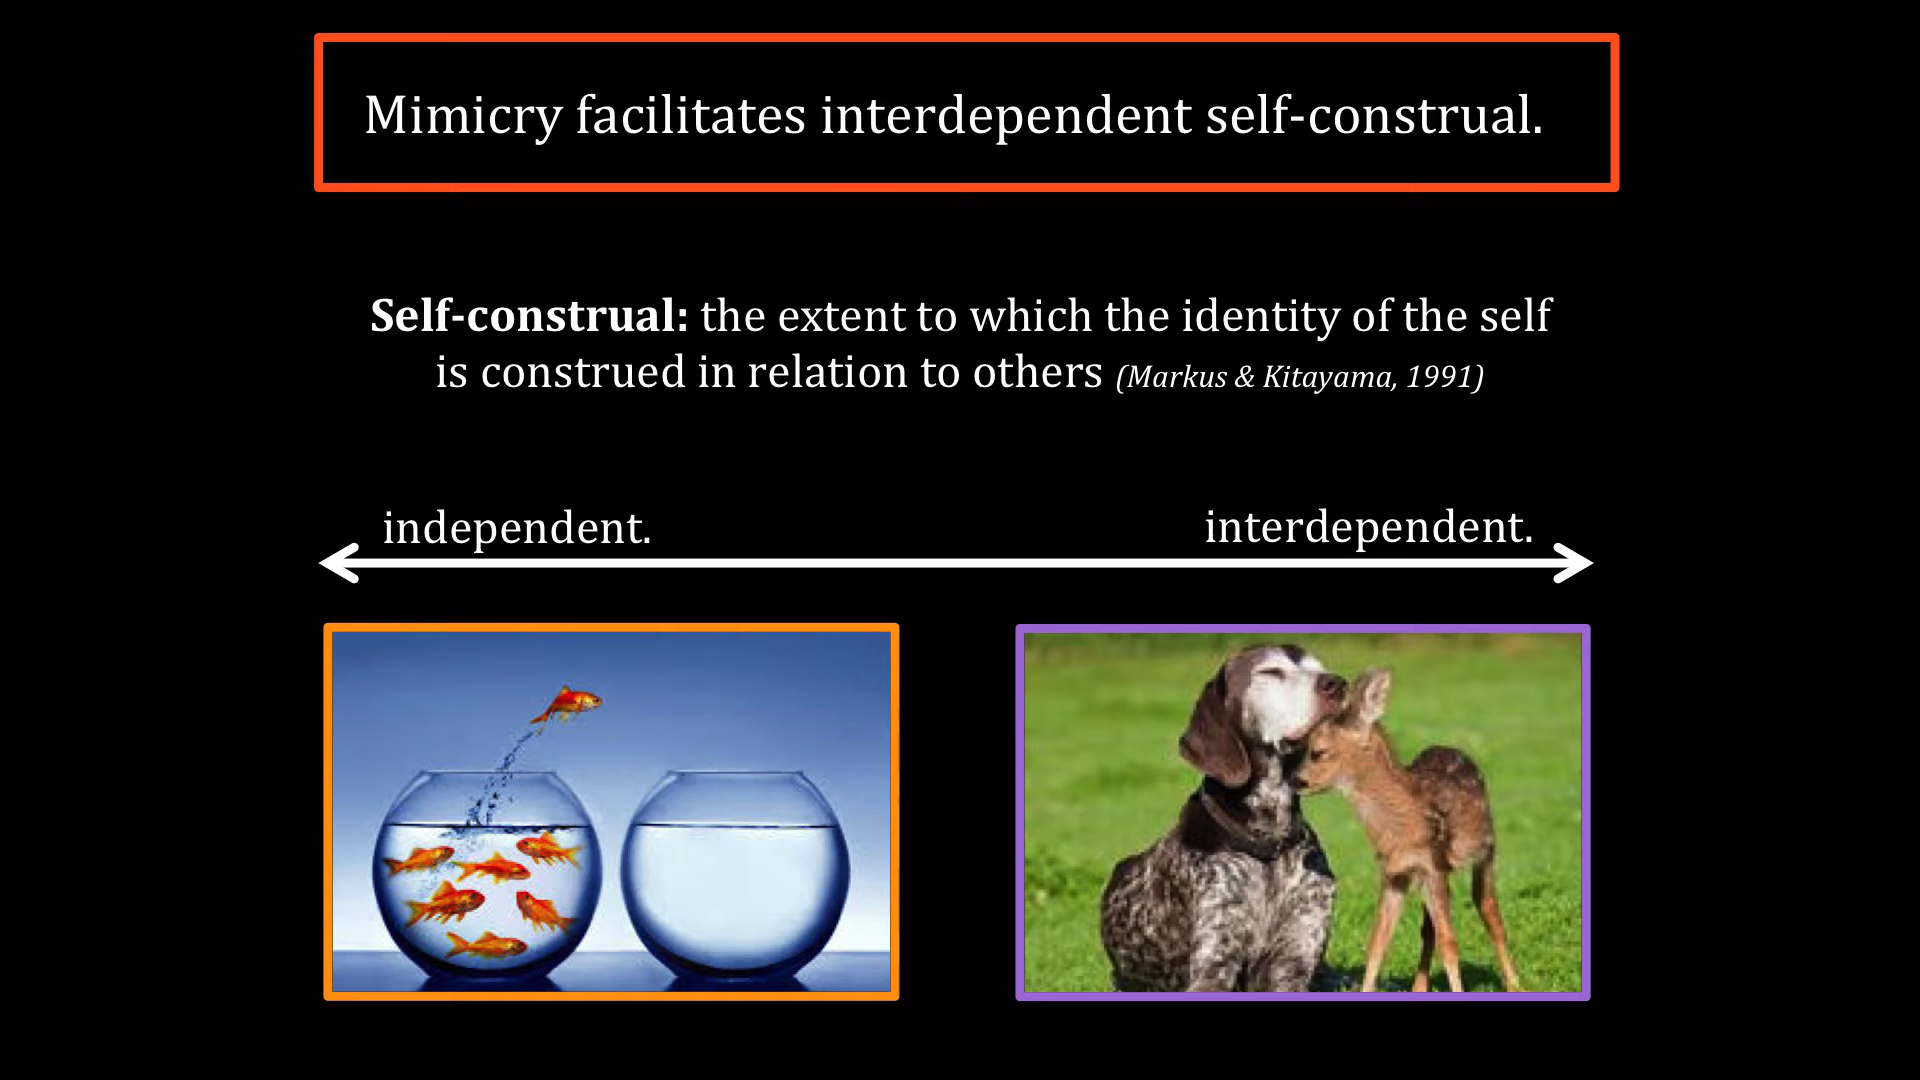 Mimicry facilitates interdependent self-construal.
Self-construal: the extent to which the identity of the self
is construed in relation to others (Markus & Kitayama, 1991)
independent.
interdependent.